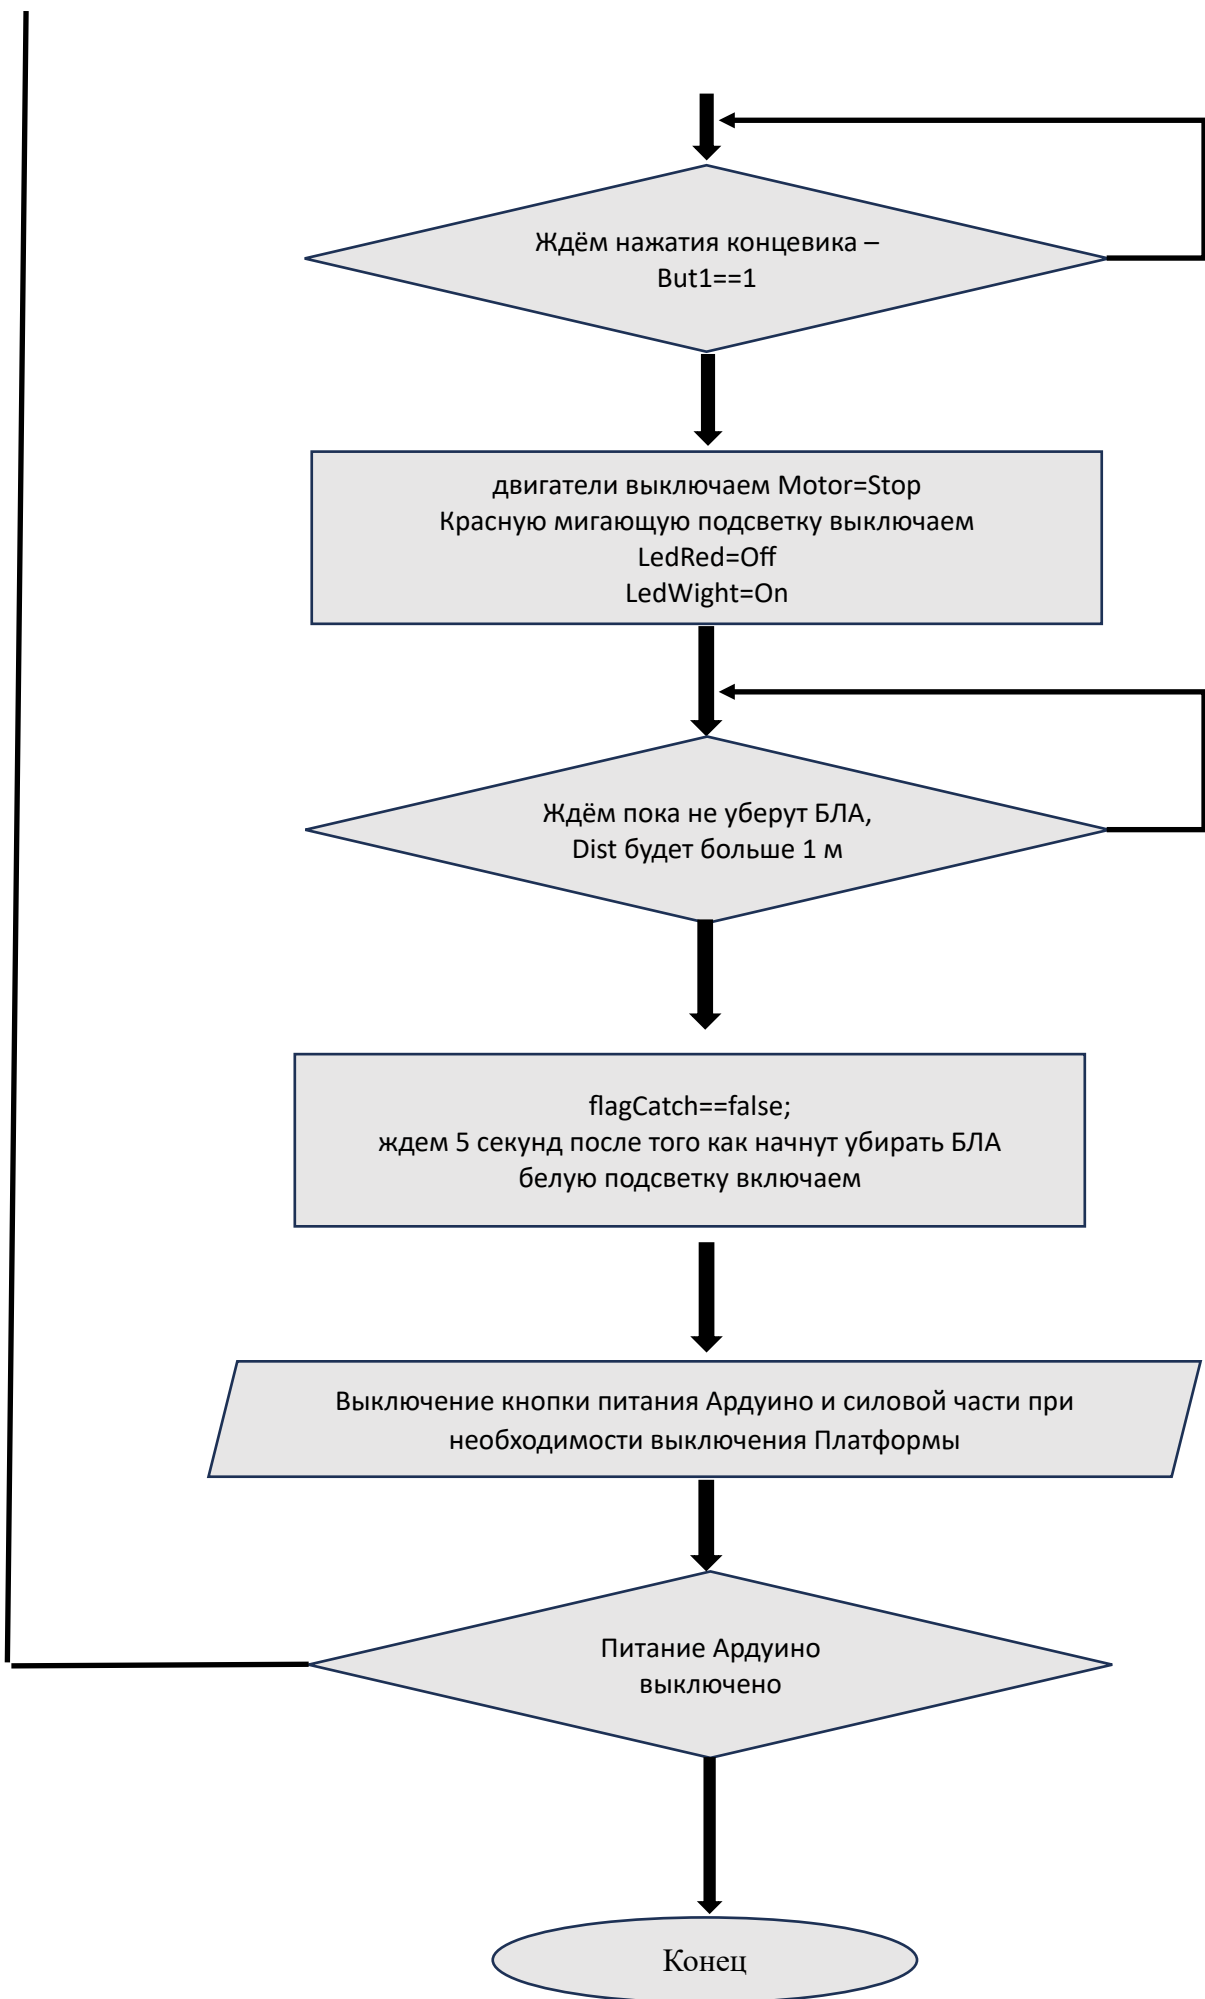 Ждём нажатия концевика –
But1==1
двигатели выключаем Motor=Stop
Красную мигающую подсветку выключаем
LedRed=Off
LedWight=On
Ждём пока не уберут БЛА,
Dist будет больше 1 м
flagCatch==false;
ждем 5 секунд после того как начнут убирать БЛА
белую подсветку включаем
Выключение кнопки питания Ардуино и силовой части при
необходимости выключения Платформы
Питание Ардуино
выключено
Конец